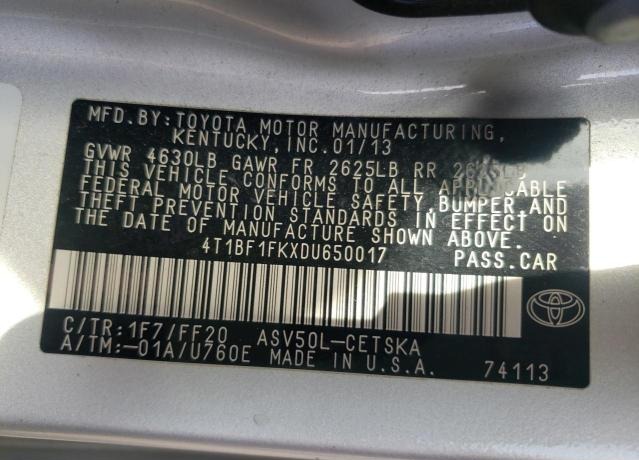 MFD. BY: TOYOTA MOTOR MANUFACTURING,
KENTUCKY, INC. 01/13
GVWR 4630LB GAWR FR 2625LB RR 2625LB
THIS VEHICLE CONFORMS TO ALL APPLICABLE
FEDERAL MOTOR VEHICLE SAFETY, BUMPER AND
THEFT PREVENTION STANDARDS IN EFFECT ON
THE DATE OF MANUFACTURE SHOWN ABOVE.
4T1BF1FKXDU650017 PASS.CAR
C/TR:1F7/FF20 ASV50L-CETSKA
A/TM:-01A/U760E MADE IN U.S.A. 74113